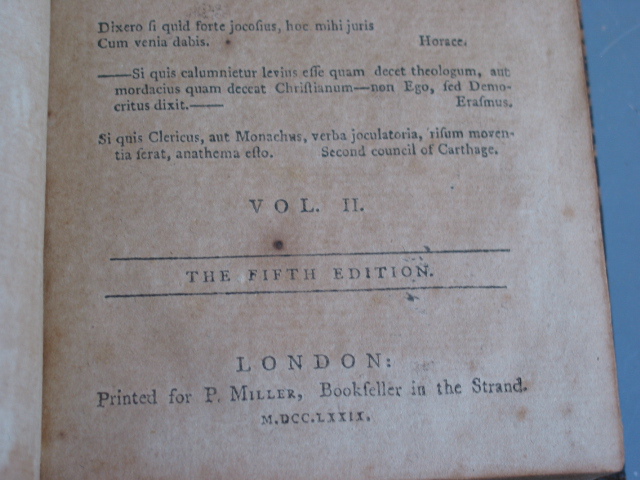 Dixero ſi quid forte jocoſius, hoc mihi juris
Cum venia dabis. Horace.
——Si quis calumnietur levius eſſe quam decet theologum, aut
mordacius quam deceat Chriſtianum—non Ego, ſed Demo-
critus dixit.—— Eraſmus.
Si quis Clericus, aut Monachus, verba joculatoria, riſum moven-
tia ſerat, anathema eſto. Second council of Carthage.
VOL. II.
THE FIFTH EDITION.
LONDON:
Printed for P. MILLER, Bookſeller in the Strand.
M.DCC.LXXIX.